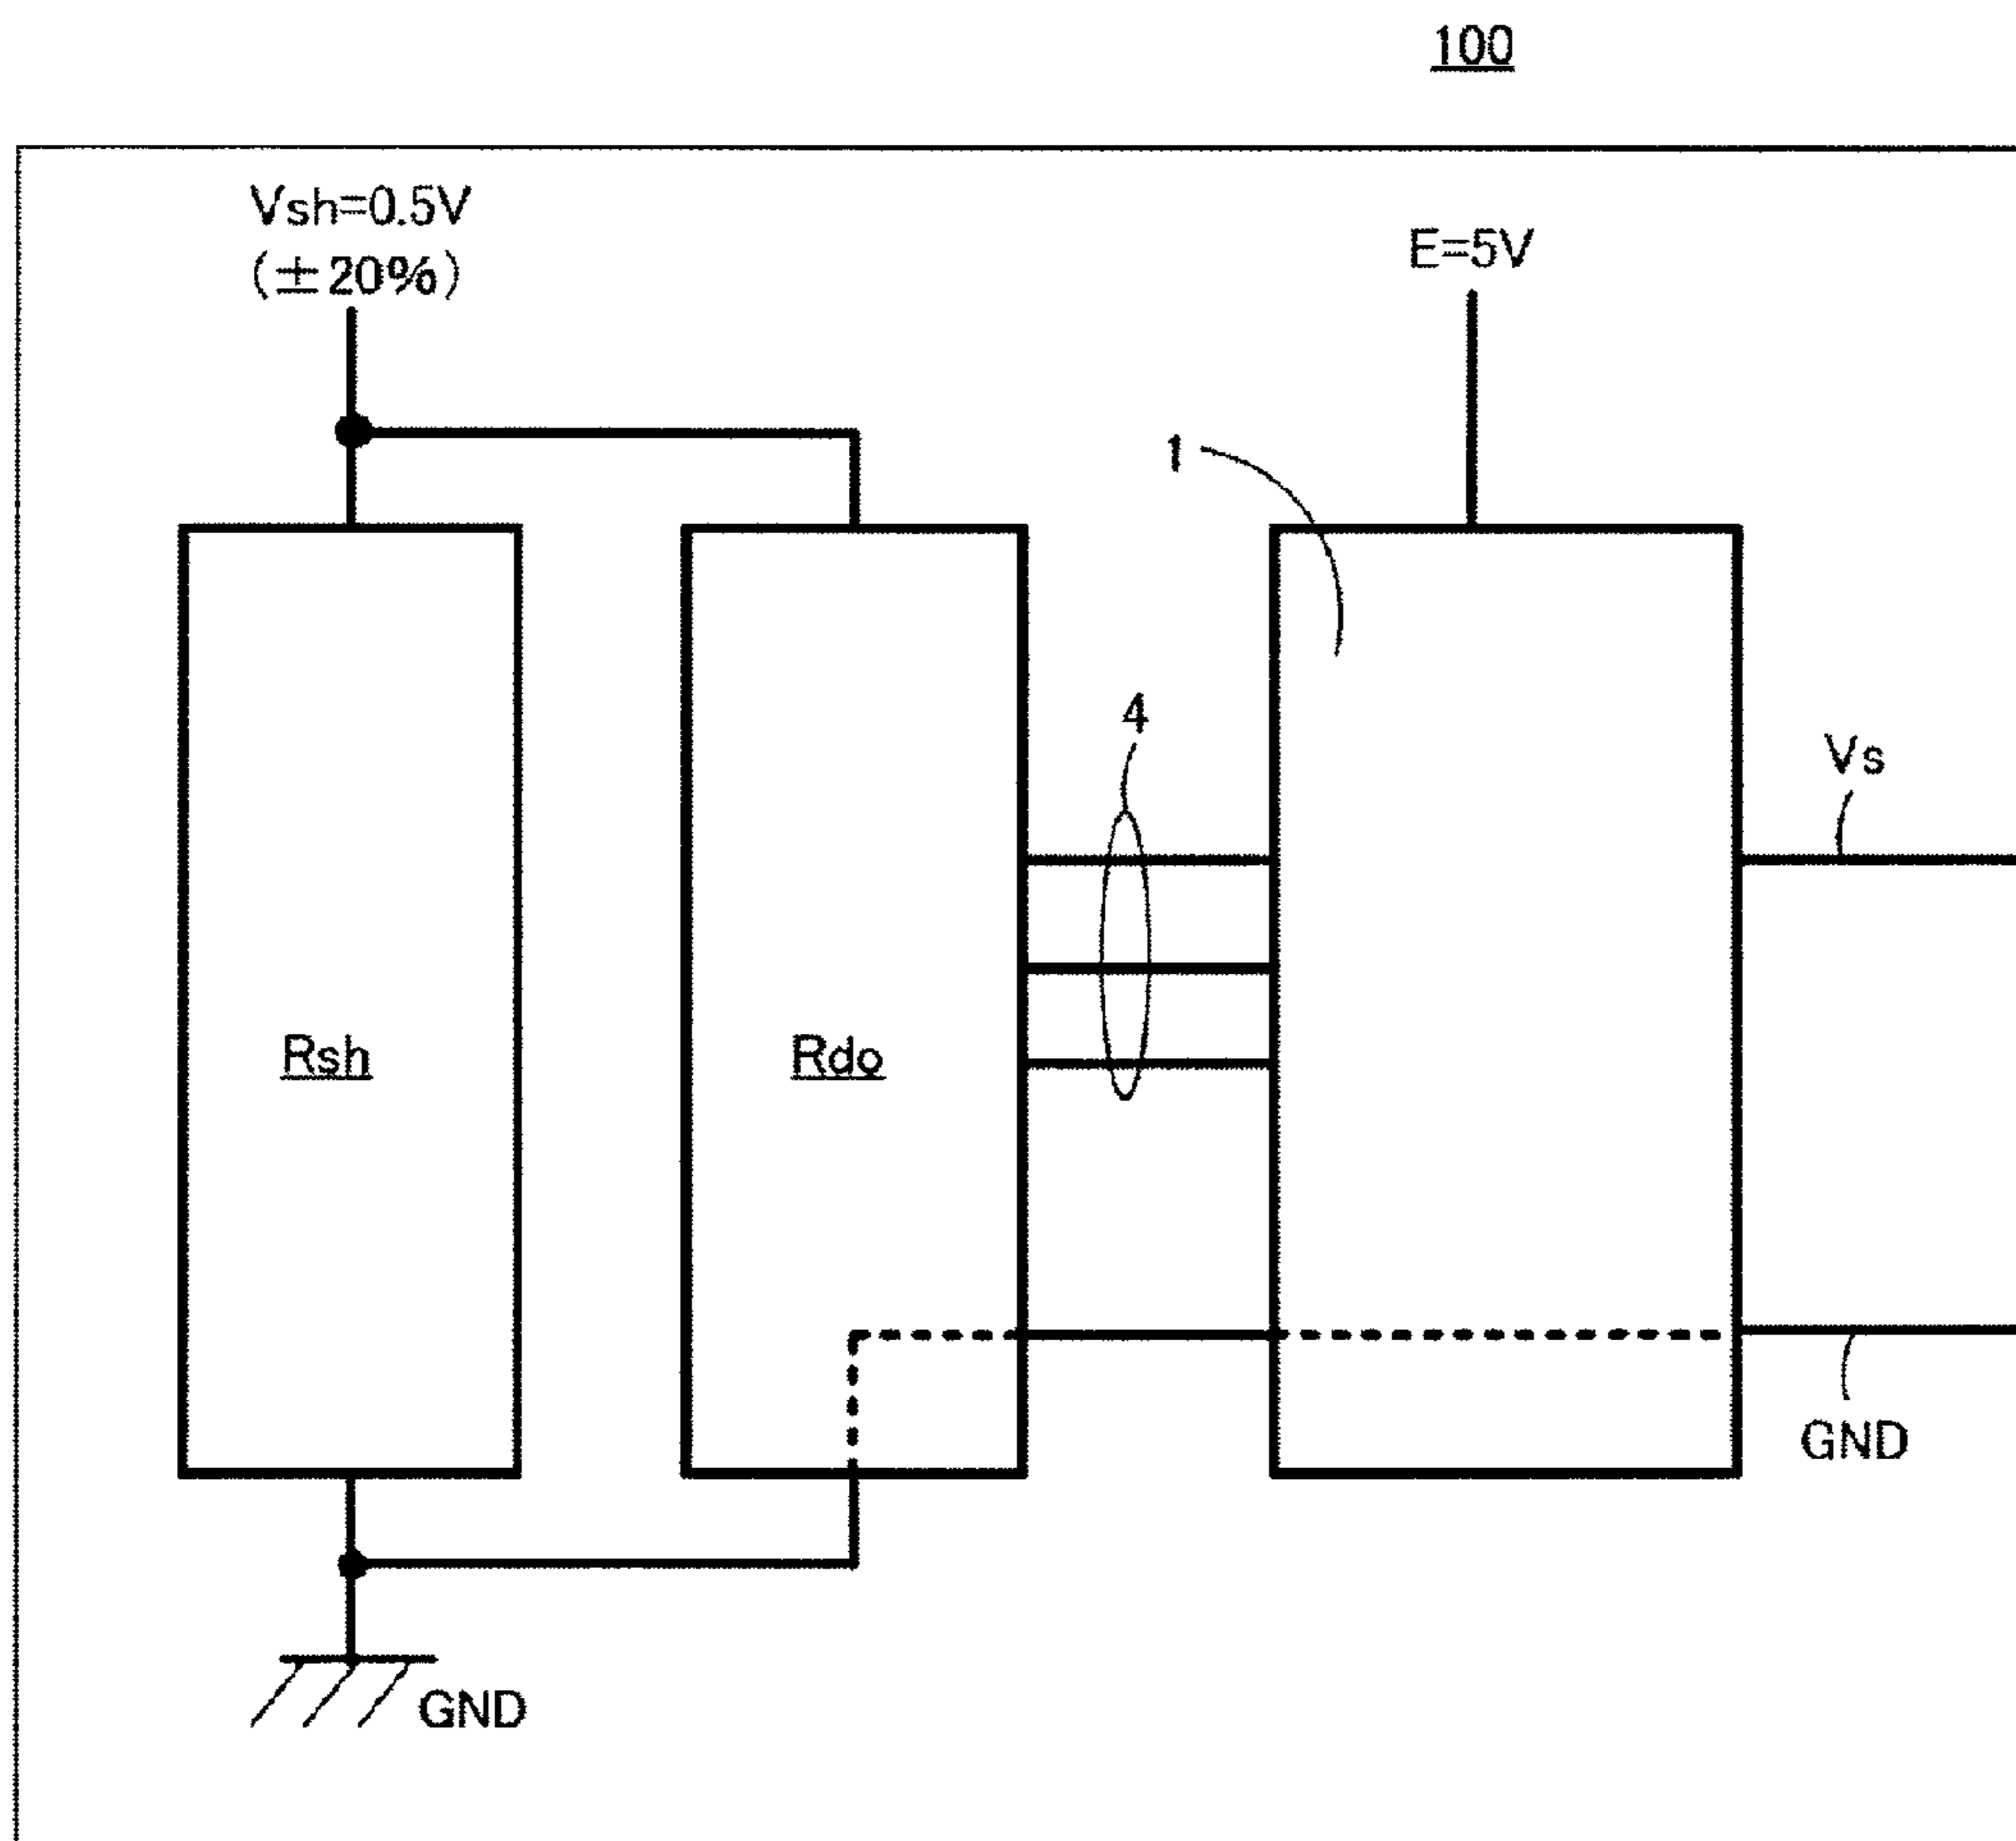 100
Vsh=0.5V
(±20%)
E=5V
1
4
Vs
Rsh
Rdo
GND
GND